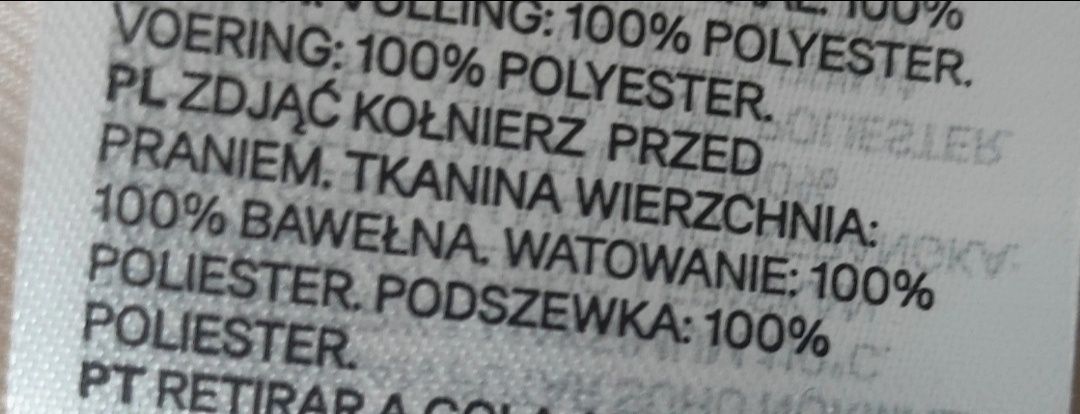 VULLING: 100% POLYESTER.
VOERING: 100% POLYESTER.
PL ZDJĄĆ KOŁNIERZ PRZED
PRANIEM. TKANINA WIERZCHNIA:
100% BAWEŁNA. WATOWANIE: 100%
POLIESTER. PODSZEWKA: 100%
POLIESTER.
PT RETIRAR A GOLA